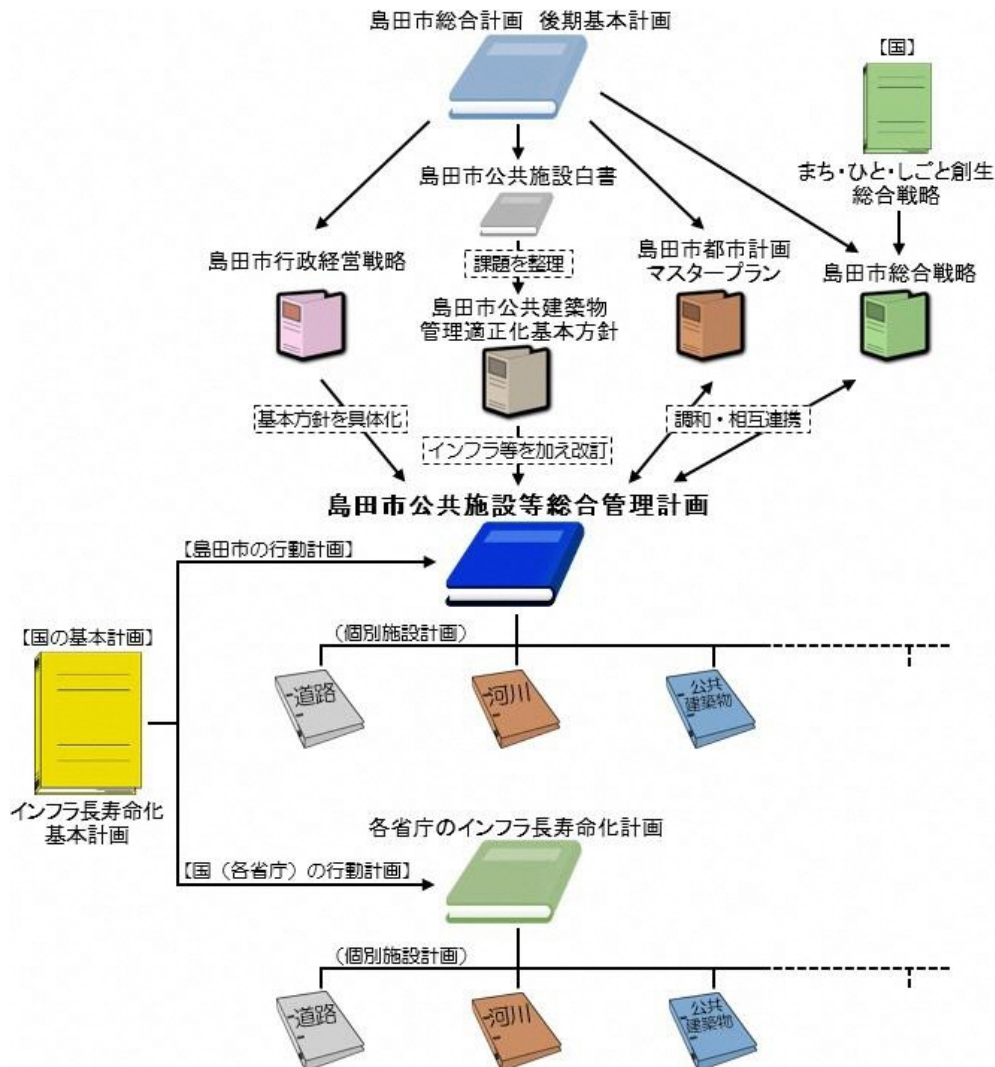 島田市総合計画 後期基本計画
【国】
まち・ひと・しごと創生
総合戦略
島田市公共施設白書
島田市行政経営戦略
課題を整理
島田市都市計画
マスタープラン
島田市総合戦略
島田市公共建築物
管理適正化基本方針
基本方針を具体化
インフラ等を加え改訂
調和・相互連携
島田市公共施設等総合管理計画
【島田市の行動計画】
(個別施設計画)
道路
河川
公共
建築物
【国の基本計画】
インフラ長寿命化
基本計画
各省庁のインフラ長寿命化計画
【国(各省庁)の行動計画】
(個別施設計画)
道路
河川
公共
建築物